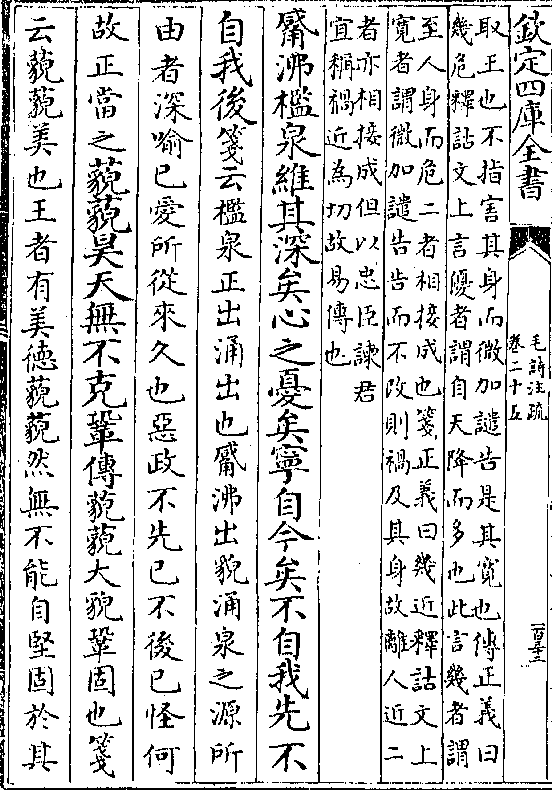 欽定四庫全書
毛詩注疏
卷二十五
取王也不指害其身而微加譴告是其寬也傳正義曰
幾危釋詁文上言優者謂自天降而多也此言幾者謂
至人身而危二者相接成也箋正義曰幾近釋詁文上
寛者謂微加譴告告而不改則禍及其身故離人近二
者亦相接成但以忠臣諫君
宜稱禍近為切故易傳也
觱沸檻泉維其深矣心之憂矣寧自今矣不自我先不
自我後箋云檻泉正出涌出也觱沸出貌涌泉之源所
由者深喻己愛所從來久也惡政不先己不後己怪何
故正當之藐藐昊天無不克鞏傳藐藐大貌鞏固也箋
云藐藐美也王者有美德藐藐然無不能自堅固於其